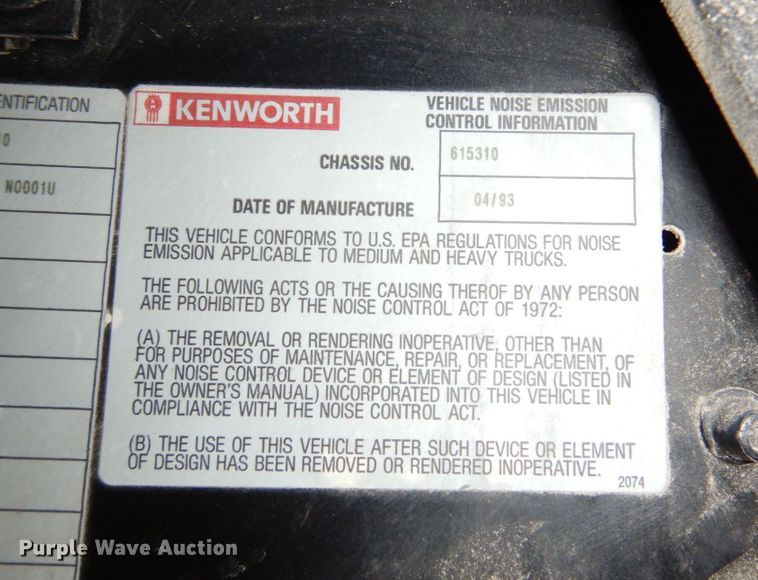 ENTIFICATION
N0001U
KENWORTH
VEHICLE NOISE EMISSION
CONTROL INFORMATION
CHASSIS NO.
615310
DATE OF MANUFACTURE
04/93
THIS VEHICLE CONFORMS TO U.S. EPA REGULATIONS FOR NOISE
EMISSION APPLICABLE TO MEDIUM AND HEAVY TRUCKS.
THE FOLLOWING ACTS OR THE CAUSING THEROF BY ANY PERSON
ARE PROHIBITED BY THE NOISE CONTROL ACT OF 1972:
(A) THE REMOVAL OR RENDERING INOPERATIVE, OTHER THAN
FOR PURPOSES OF MAINTENANCE, REPAIR, OR REPLACEMENT, OF
ANY NOISE CONTROL DEVICE OR ELEMENT OF DESIGN (LISTED IN
THE OWNER'S MANUAL) INCORPORATED INTO THIS VEHICLE IN
COMPLIANCE WITH THE NOISE CONTROL ACT.
(B) THE USE OF THIS VEHICLE AFTER SUCH DEVICE OR ELEMENT
OF DESIGN HAS BEEN REMOVED OR RENDERED INOPERATIVE.
2074
Purple Wave Auction